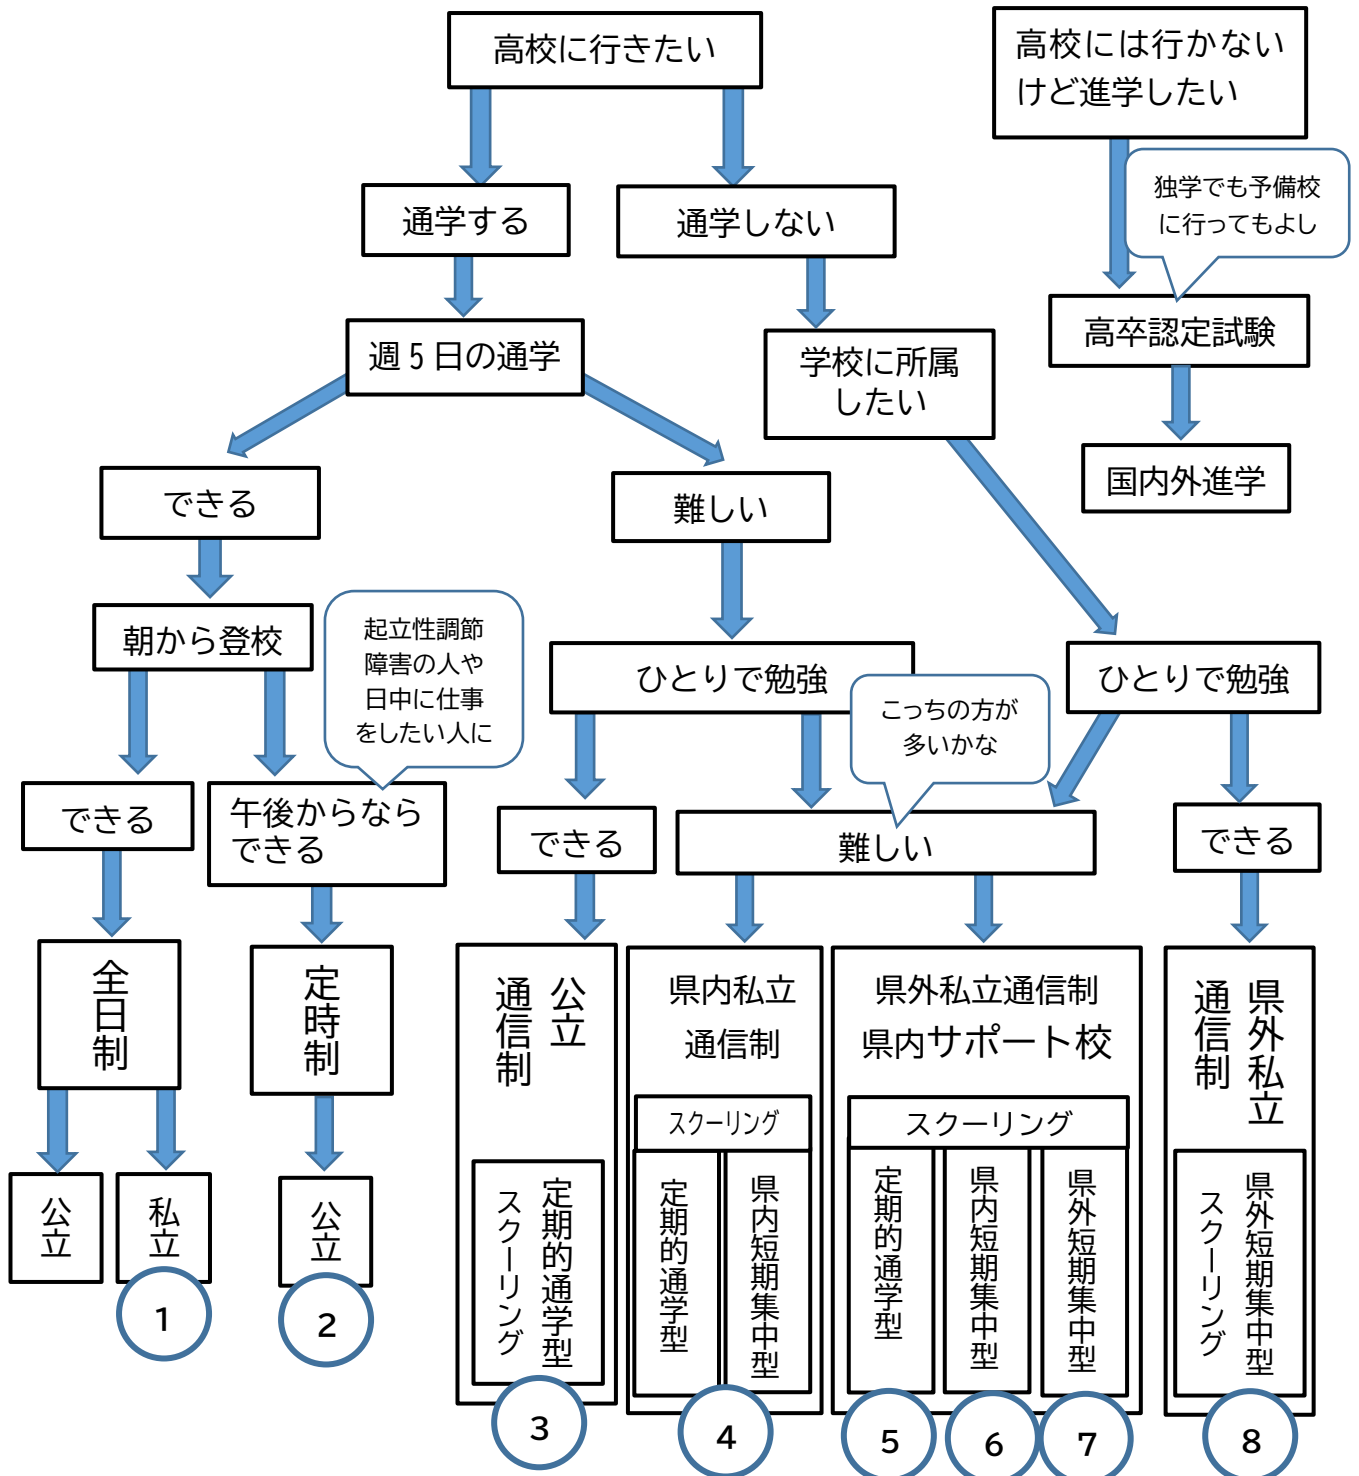 高校に行きたい
高校には行かない
けど進学したい
独学でも予備校
に行ってもよし
通学する
通学しない
高卒認定試験
週5日の通学
学校に所属
したい
国内外進学
できる
難しい
朝から登校
起立性調節
障害の人や
日中に仕事
をしたい人に
ひとりで勉強
ひとりで勉強
こっちの方が
多いかな
できる
午後からなら
できる
できる
難しい
できる
全日制
定時制
公立
通信制
県内私立
通信制
県外私立通信制
県内サポート校
県外私立
通信制
スクーリング
スクーリング
公立
私立
公立
定期的通学型
スクーリング
定期的通学型
県内短期集中型
定期的通学型
県内短期集中型
県外短期集中型
県外短期集中型
スクーリング
1
2
3
4
5
6
7
8